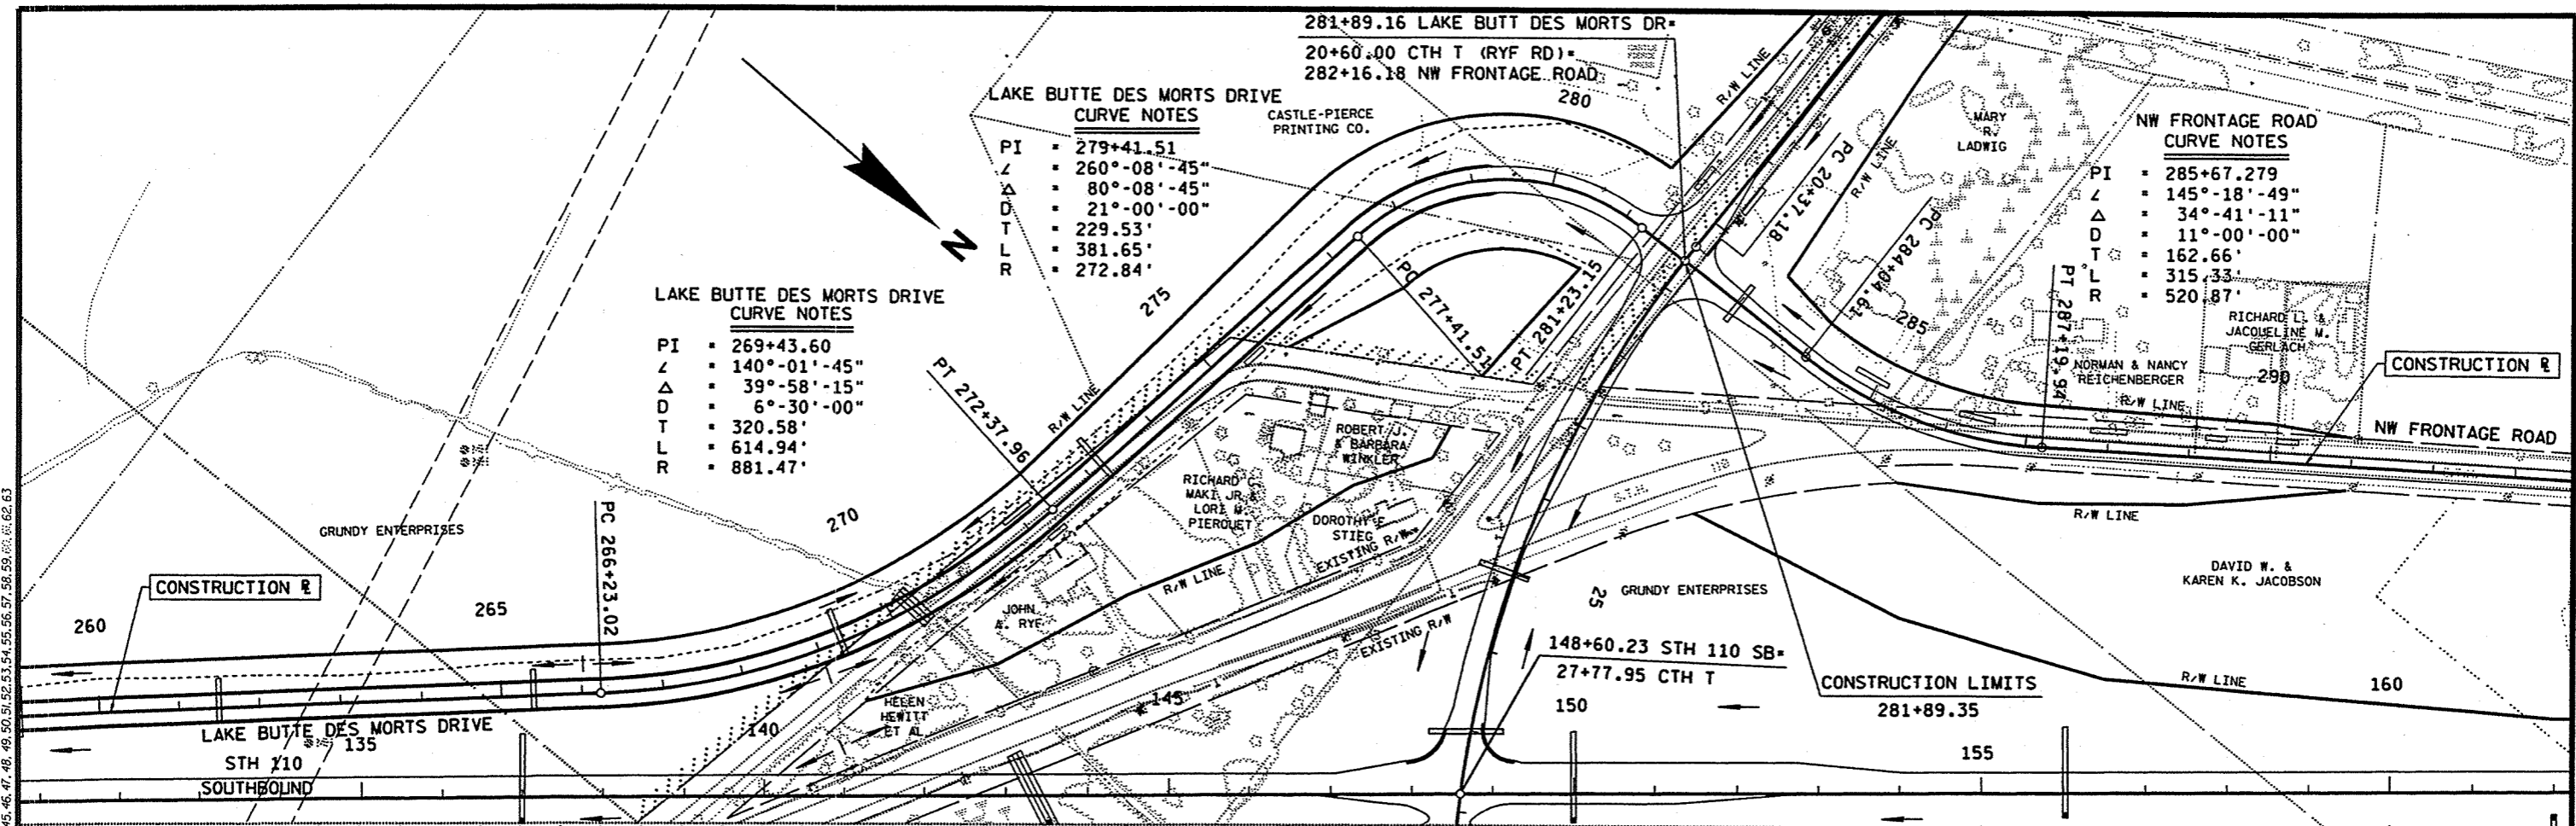 281+89.16 LAKE BUTT DES MORTS DR=
20+60.00 CTH T (RYF RD)=
282+16.18 NW FRONTAGE ROAD
LAKE BUTTE DES MORTS DRIVE
CURVE NOTES
PI = 279+41.51
∠ = 260°-08'-45"
Δ = 80°-08'-45"
D = 21°-00'-00"
T = 229.53'
L = 381.65'
R = 272.84'
CASTLE-PIERCE
PRINTING CO.
280
R/W LINE
PC 20+37.18
R/W LINE
MARY
R.
LADWIG
NW FRONTAGE ROAD
CURVE NOTES
PI = 285+67.279
∠ = 145°-18'-49"
Δ = 34°-41'-11"
D = 11°-00'-00"
T = 162.66'
L = 315.33'
R = 520.87'
N
LAKE BUTTE DES MORTS DRIVE
CURVE NOTES
PI = 269+43.60
∠ = 140°-01'-45"
Δ = 39°-58'-15"
D = 6°-30'-00"
T = 320.58'
L = 614.94'
R = 881.47'
275
PC 277+41.51
PT 281+23.15
PC 284+04.61
285
PT 287+19.94
RICHARD L. &
JACQUELINE M.
GERLACH
NORMAN & NANCY
REICHENBERGER
290
CONSTRUCTION ℞
R/W LINE
NW FRONTAGE ROAD
PT 272+37.96
R/W LINE
ROBERT J.
& BARBARA
WINKLER
RICHARD C.
MAKI JR &
LORI M.
PIEROUET
DOROTHY E.
STIEG
EXISTING R/W
S.T.H. 110
R/W LINE
270
GRUNDY ENTERPRISES
PC 266+23.02
CONSTRUCTION ℞
260
265
JOHN
A. RYF
R/W LINE
EXISTING R/W
25
GRUNDY ENTERPRISES
DAVID W. &
KAREN K. JACOBSON
148+60.23 STH 110 SB=
27+77.95 CTH T
CONSTRUCTION LIMITS
281+89.35
R/W LINE
160
HELEN
HEWITT
ET AL
LAKE BUTTE DES MORTS DRIVE
135
140
145
150
155
STH 110
SOUTHBOUND